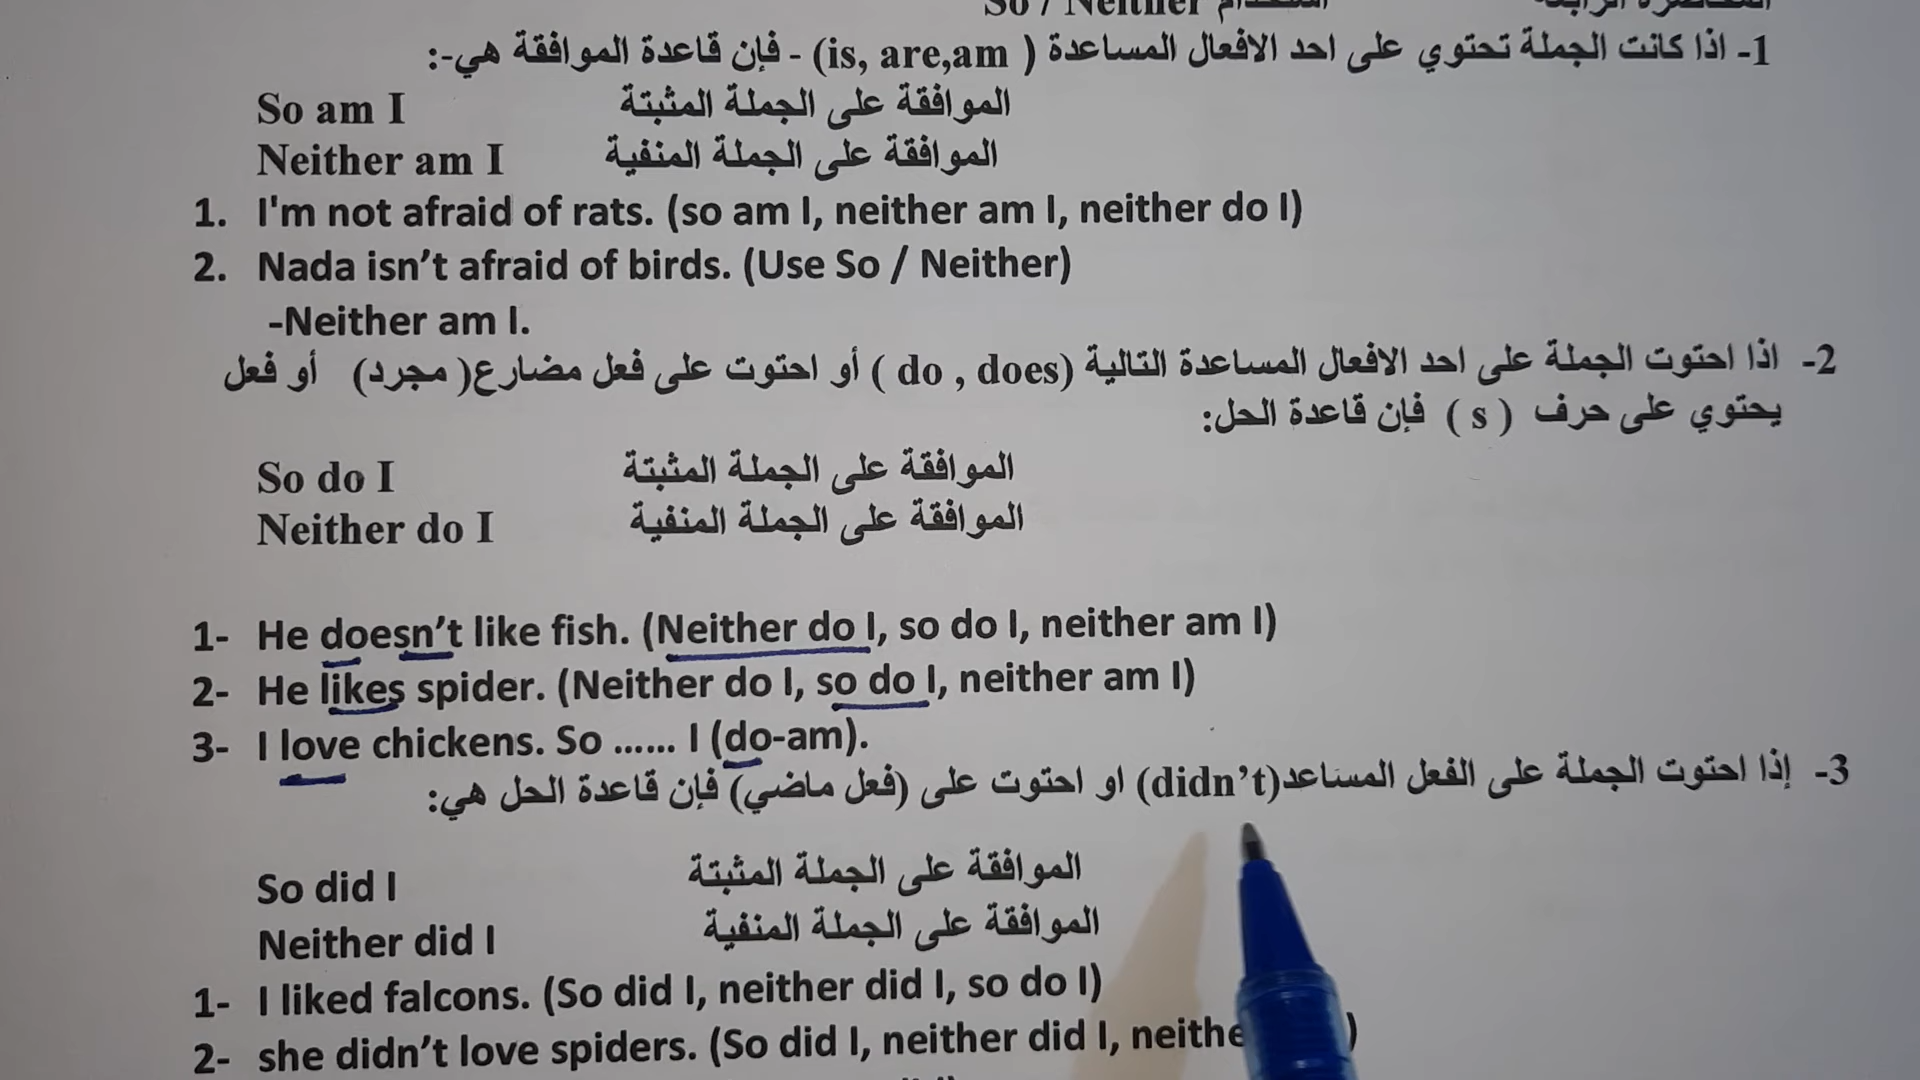 So / Neither
1- اذا كانت الجملة تحتوي على احد الافعال المساعدة ( is, are,am) - فإن قاعدة الموافقة هي-:
So am I الموافقة على الجملة المثبتة
Neither am I الموافقة على الجملة المنفية
1. I'm not afraid of rats. (so am I, neither am I, neither do I)
2. Nada isn't afraid of birds. (Use So / Neither)
-Neither am I.
2- اذا احتوت الجملة على احد الافعال المساعدة التالية (do , does ) أو احتوت على فعل مضارع( مجرد) أو فعل
يحتوي على حرف ( s ) فإن قاعدة الحل:
So do I الموافقة على الجملة المثبتة
Neither do I الموافقة على الجملة المنفية
1- He doesn't like fish. (Neither do I, so do I, neither am I)
2- He likes spider. (Neither do I, so do I, neither am I)
3- I love chickens. So ...... I (do-am).
3- إذا احتوت الجملة على الفعل المساعد(didn't) او احتوت على (فعل ماضي) فإن قاعدة الحل هي:
So did I الموافقة على الجملة المثبتة
Neither did I الموافقة على الجملة المنفية
1- I liked falcons. (So did I, neither did I, so do I)
2- she didn't love spiders. (So did I, neither did I, )